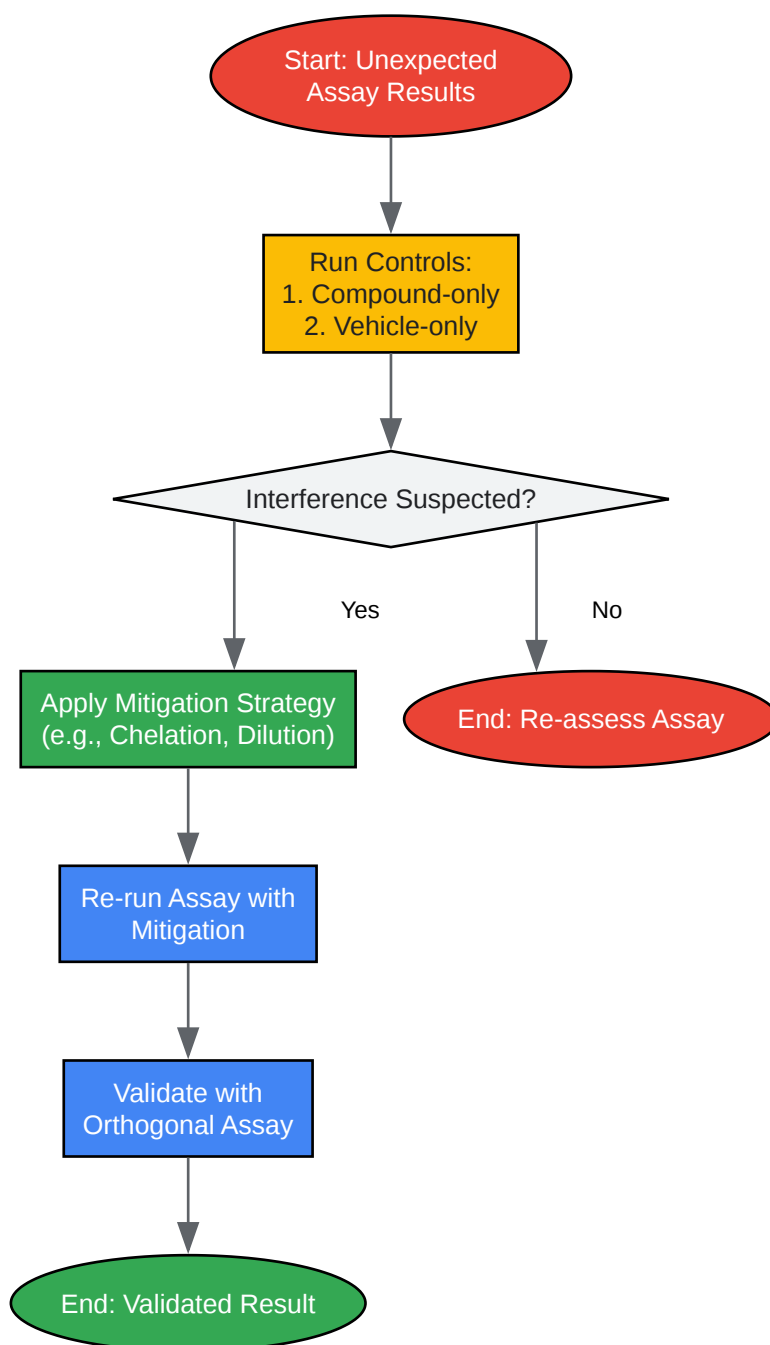 Start: Unexpected
Assay Results
Run Controls:
1. Compound-only
2. Vehicle-only
Interference Suspected?
Yes
No
Apply Mitigation Strategy
(e.g., Chelation, Dilution)
End: Re-assess Assay
Re-run Assay with
Mitigation
Validate with
Orthogonal Assay
End: Validated Result